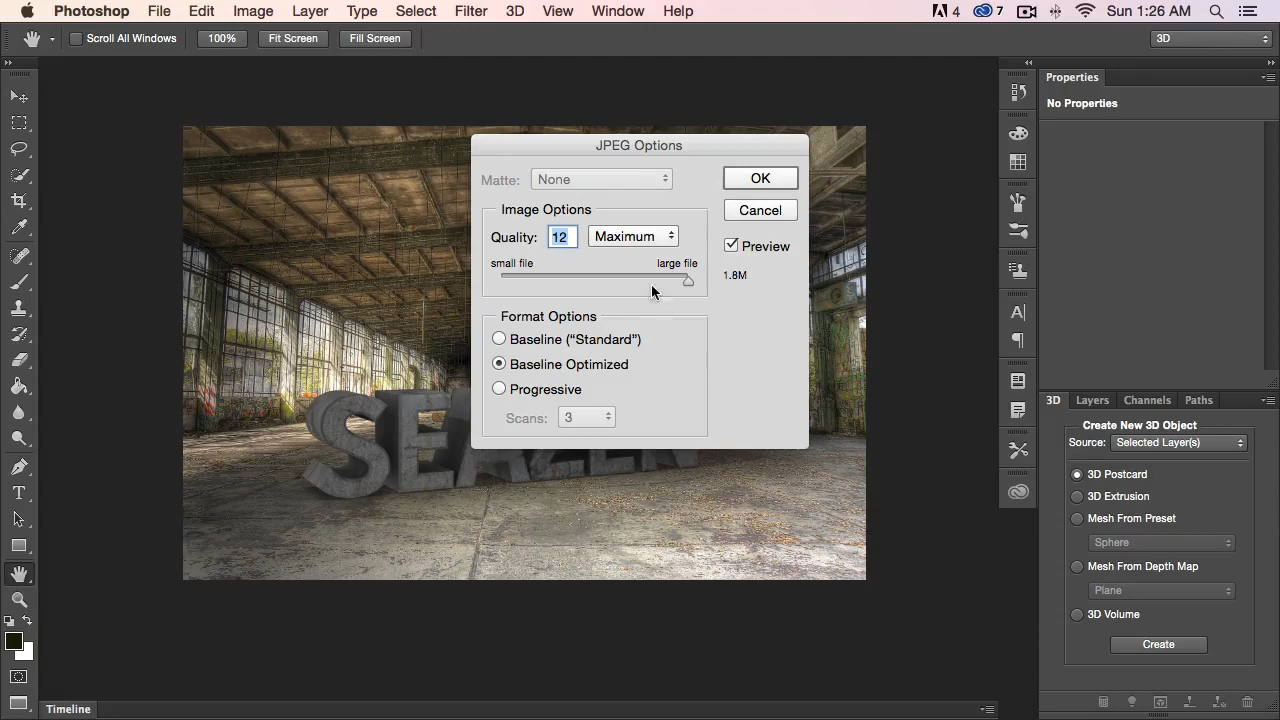 Photoshop File Edit Image Layer Type Select Filter 3D View Window Help 4 7 Sun 1:26 AM
Scroll All Windows 100% Fit Screen Fill Screen 3D
Properties
No Properties
JPEG Options
Matte: None OK
Image Options Cancel
Quality: 12 Maximum Preview
small file large file
1.8M
Format Options
Baseline (“Standard”)
Baseline Optimized
Progressive
Scans: 3
SEAZEN
3D Layers Channels Paths
Create New 3D Object
Source: Selected Layer(s)
3D Postcard
3D Extrusion
Mesh From Preset
Sphere
Mesh From Depth Map
Plane
3D Volume
Create
Timeline